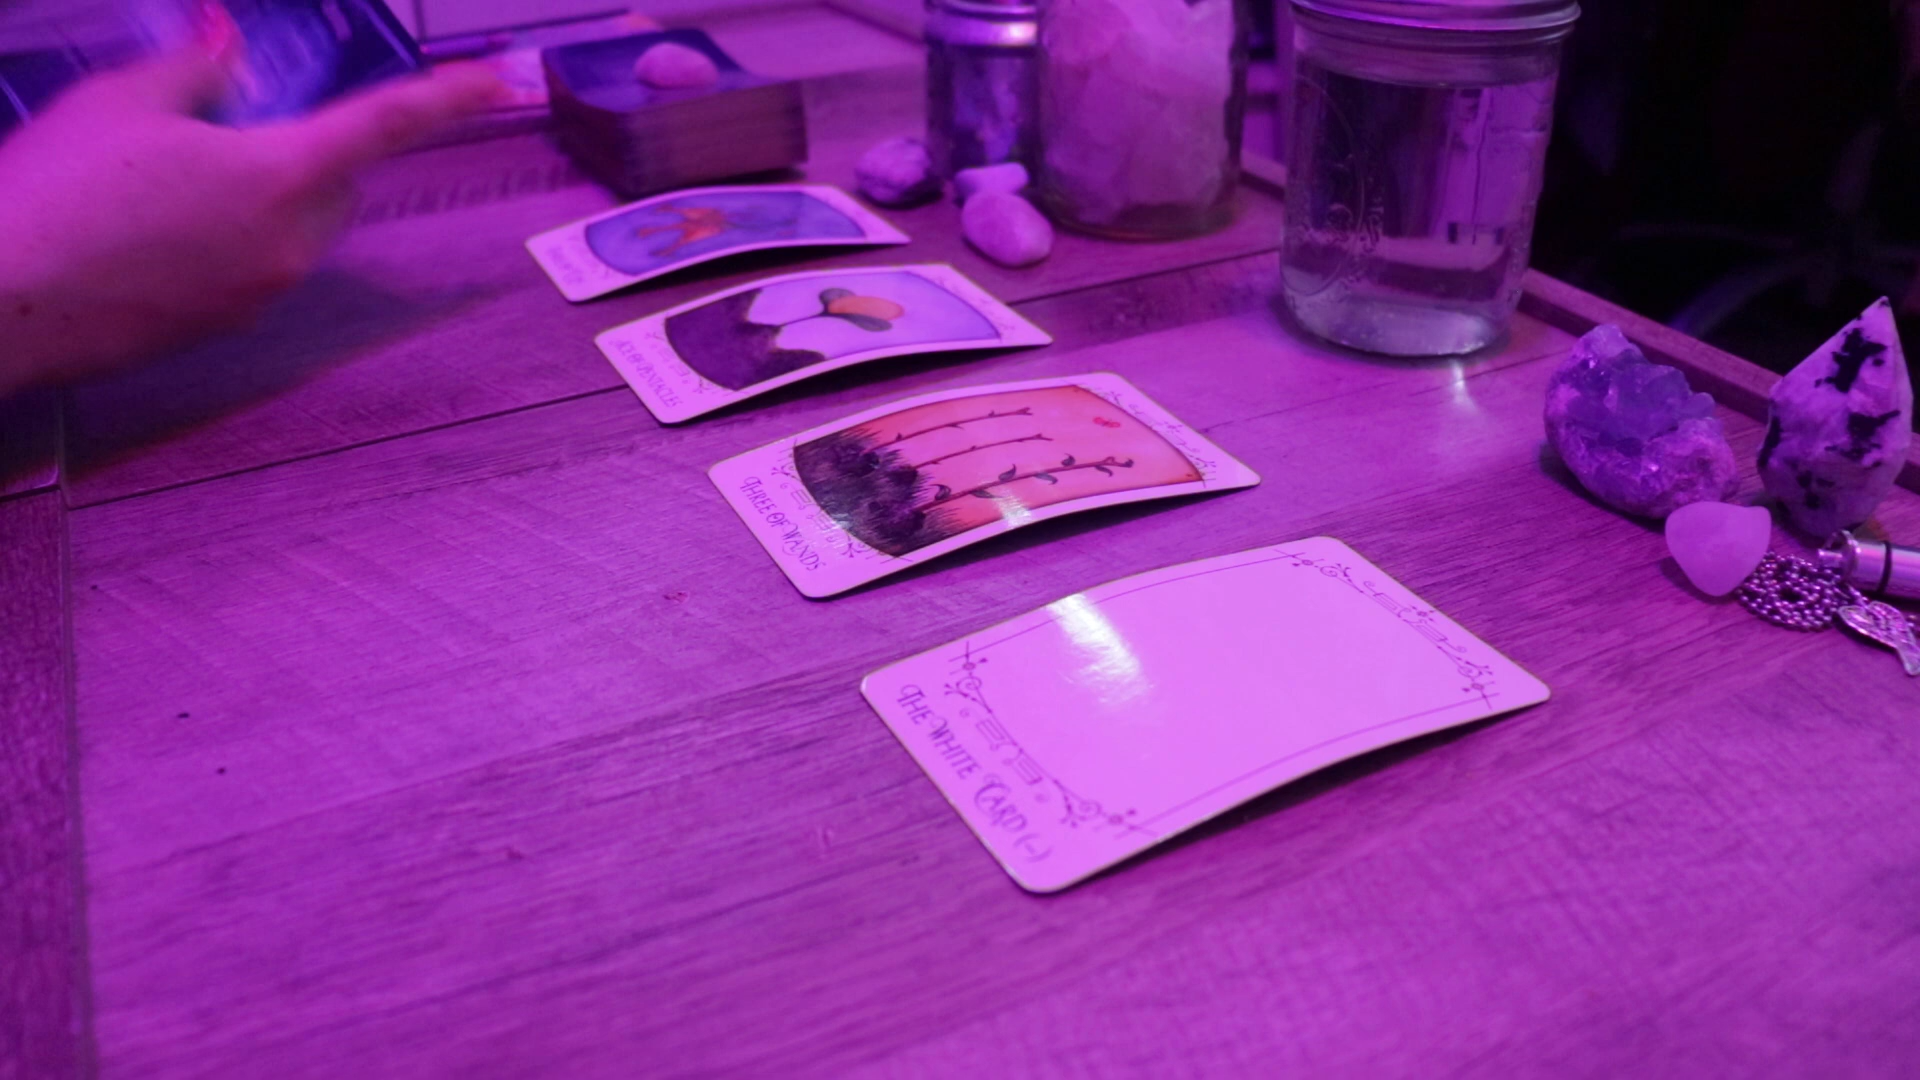 ACE OF PENTACLES
THREE OF WANDS
THE WHITE CARD (-)